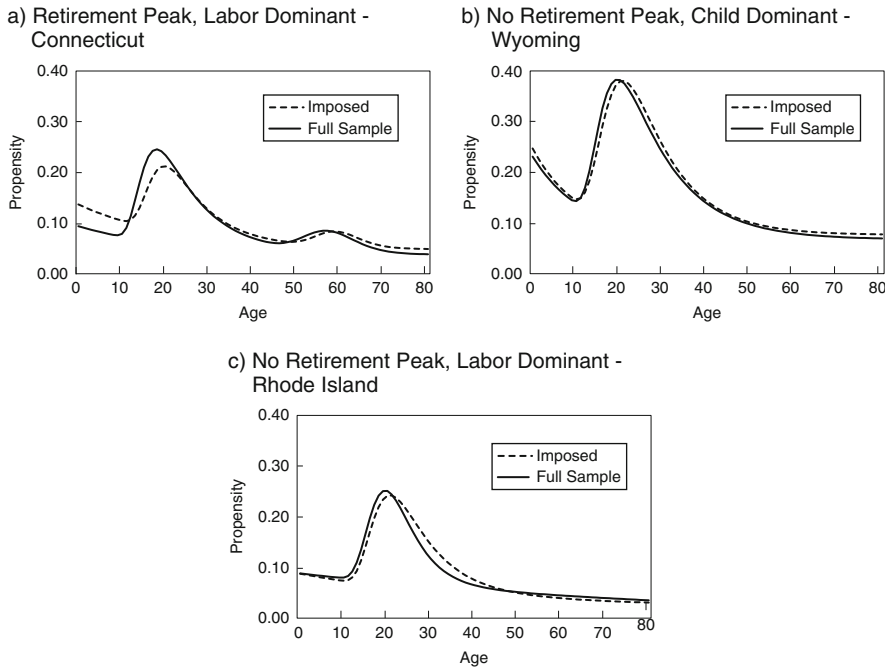 a) Retirement Peak, Labor Dominant -
Connecticut
0.40
0.30
0.20
0.10
0.00
Propensity
Imposed
Full Sample
0 10 20 30 40 50 60 70 80
Age
b) No Retirement Peak, Child Dominant -
Wyoming
0.40
0.30
0.20
0.10
0.00
Propensity
Imposed
Full Sample
0 10 20 30 40 50 60 70 80
Age
c) No Retirement Peak, Labor Dominant -
Rhode Island
0.40
0.30
0.20
0.10
0.00
Propensity
Imposed
Full Sample
0 10 20 30 40 50 60 70 80
Age